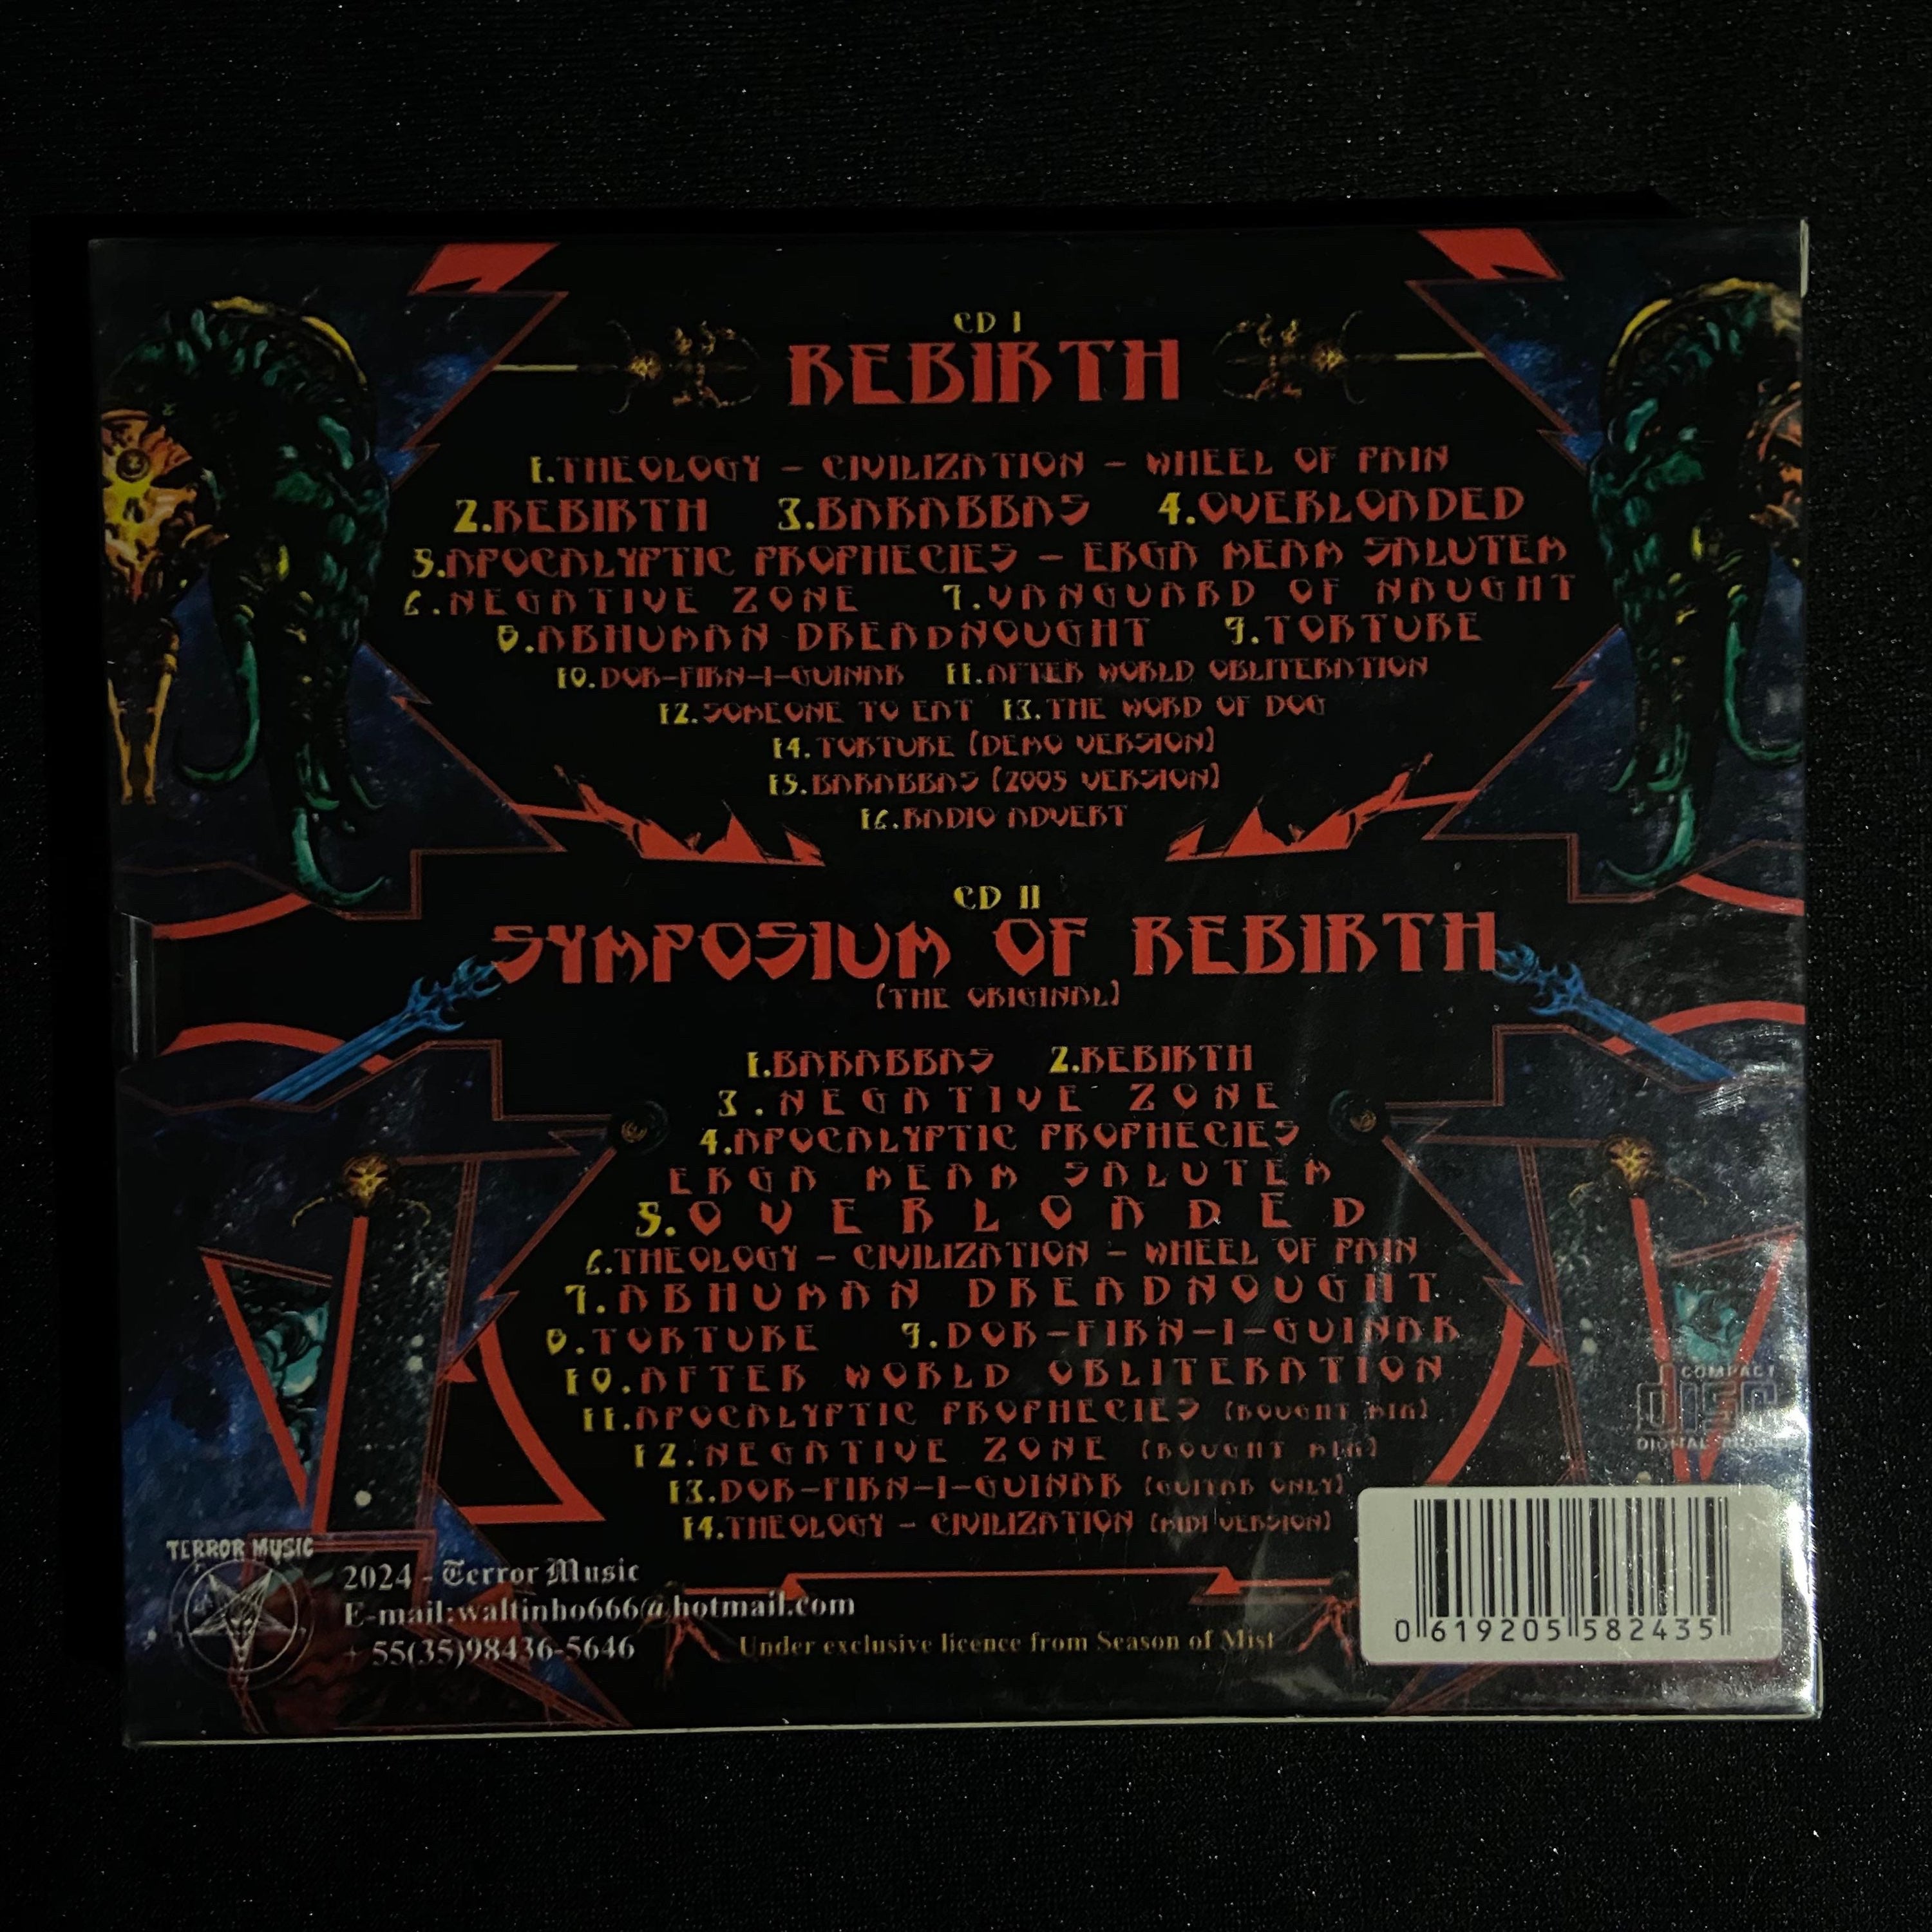 CD I
REBIRTH
1.THEOLOGY – CIVILIZATION – WHEEL OF PAIN
2.REBIRTH 3.BARABBAS 4.OVERLOADED
5.APOCALYPTIC PROPHECIES – ERGA MEAM SALUTEM
6.NEGATIVE ZONE 7.VANGUARD OF NAUGHT
8.ABHUMAN DREADNOUGHT 9.TORTURE
10.DOR-FIRN-I-GUINAR 11.AFTER WORLD OBLITERATION
12.SOMEONE TO EAT 13.THE WORD OF DOG
14.TORTURE (DEMO VERSION)
15.BARABBAS (2005 VERSION)
16.RADIO ADVERT
CD II
SYMPOSIUM OF REBIRTH
(THE ORIGINAL)
1.BARABBAS 2.REBIRTH
3.NEGATIVE ZONE
4.APOCALYPTIC PROPHECIES
ERGA MEAM SALUTEM
5.OVERLOADED
6.THEOLOGY – CIVILIZATION – WHEEL OF PAIN
7.ABHUMAN DREADNOUGHT
8.TORTURE 9.DOR-FIRN-I-GUINAR
10.AFTER WORLD OBLITERATION
11.APOCALYPTIC PROPHECIES (ROUGHT MIX)
12.NEGATIVE ZONE (ROUGHT MIX)
13.DOR-FIRN-I-GUINAR (GUITAR ONLY)
14.THEOLOGY – CIVILIZATION (MIDI VERSION)
COMPACT
disc
DIGITAL AUDIO
TERROR MUSIC
2024 - Terror Music
E-mail:waltinho666@hotmail.com
+ 55(35)98436-5646
Under exclusive licence from Season of Mist
0 619205 582435